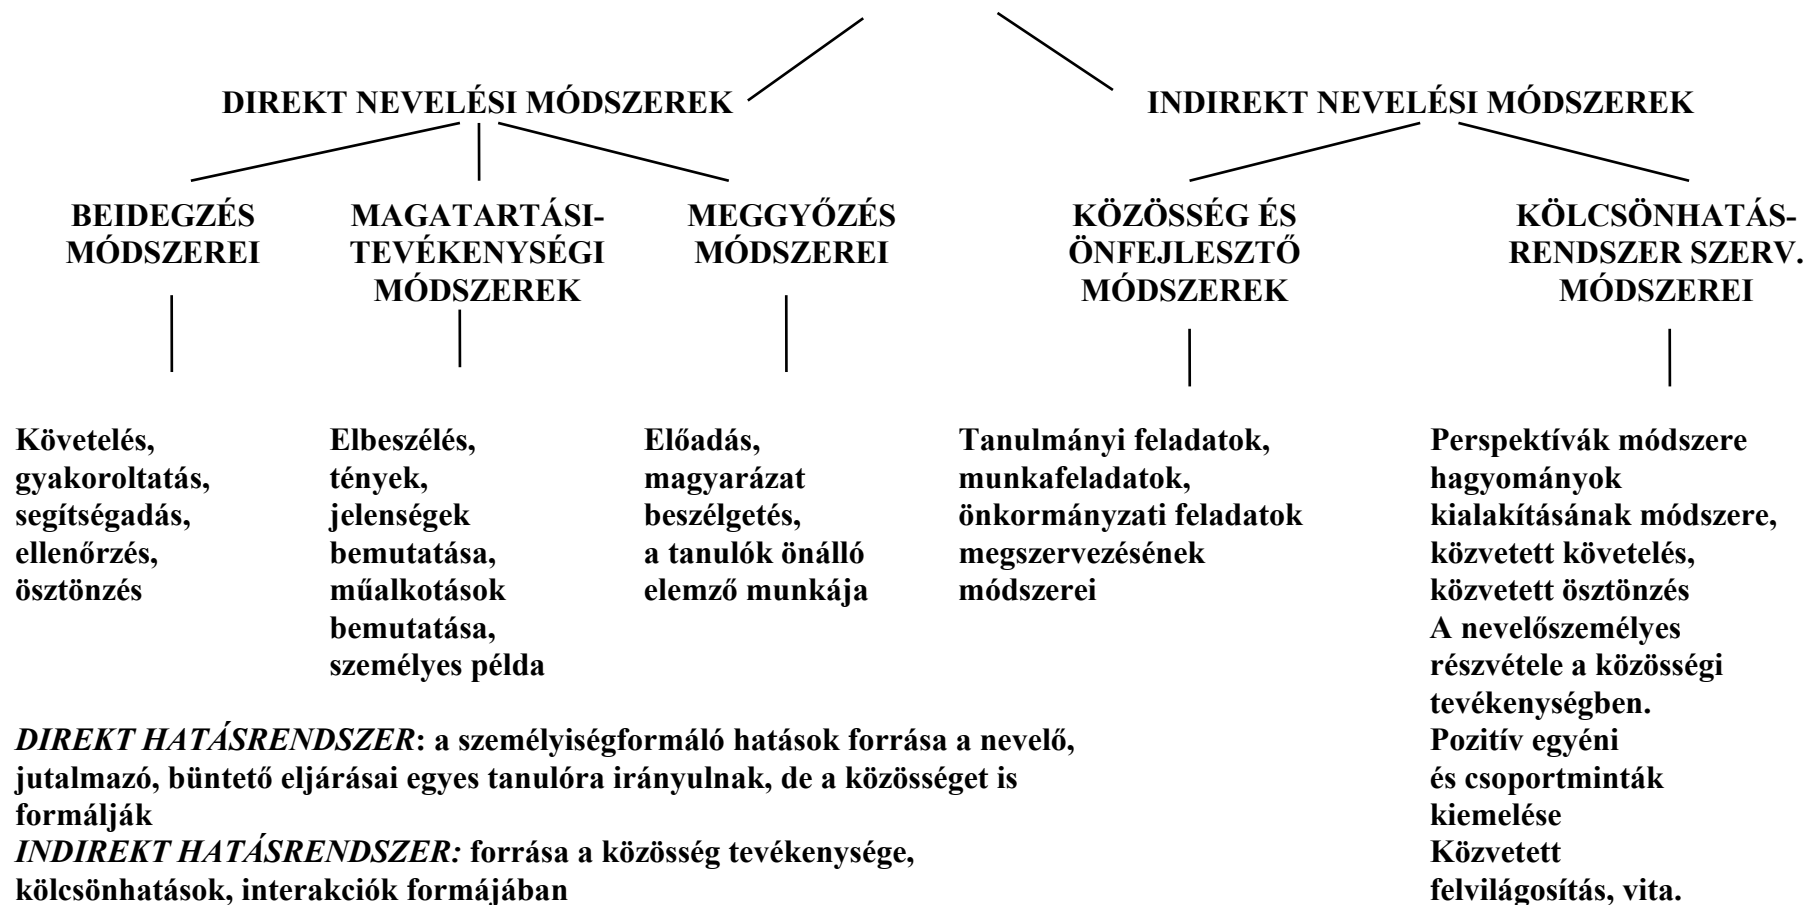 DIREKT NEVELÉSI MÓDSZEREK
INDIREKT NEVELÉSI MÓDSZEREK
BEIDEGZÉS
MÓDSZEREI
MAGATARTÁSI-
TEVÉKENYSÉGI
MÓDSZEREK
MEGGYŐZÉS
MÓDSZEREI
KÖZÖSSÉG ÉS
ÖNFEJLESZTŐ
MÓDSZEREK
KÖLCSÖNHATÁS-
RENDSZER SZERV.
MÓDSZEREI
Követelés,
gyakoroltatás,
segítségadás,
ellenőrzés,
ösztönzés
Elbeszélés,
tények,
jelenségek
bemutatása,
műalkotások
bemutatása,
személyes példa
Előadás,
magyarázat
beszélgetés,
a tanulók önálló
elemző munkája
Tanulmányi feladatok,
munkafeladatok,
önkormányzati feladatok
megszervezésének
módszerei
Perspektívák módszere
hagyományok
kialakításának módszere,
közvetett követelés,
közvetett ösztönzés
A nevelőszemélyes
részvétele a közösségi
tevékenységben.
Pozitív egyéni
és csoportminták
kiemelése
Közvetett
felvilágosítás, vita.
DIREKT HATÁSRENDSZER: a személyiségformáló hatások forrása a nevelő,
jutalmazó, büntető eljárásai egyes tanulóra irányulnak, de a közösséget is
formálják
INDIREKT HATÁSRENDSZER: forrása a közösség tevékenysége,
kölcsönhatások, interakciók formájában